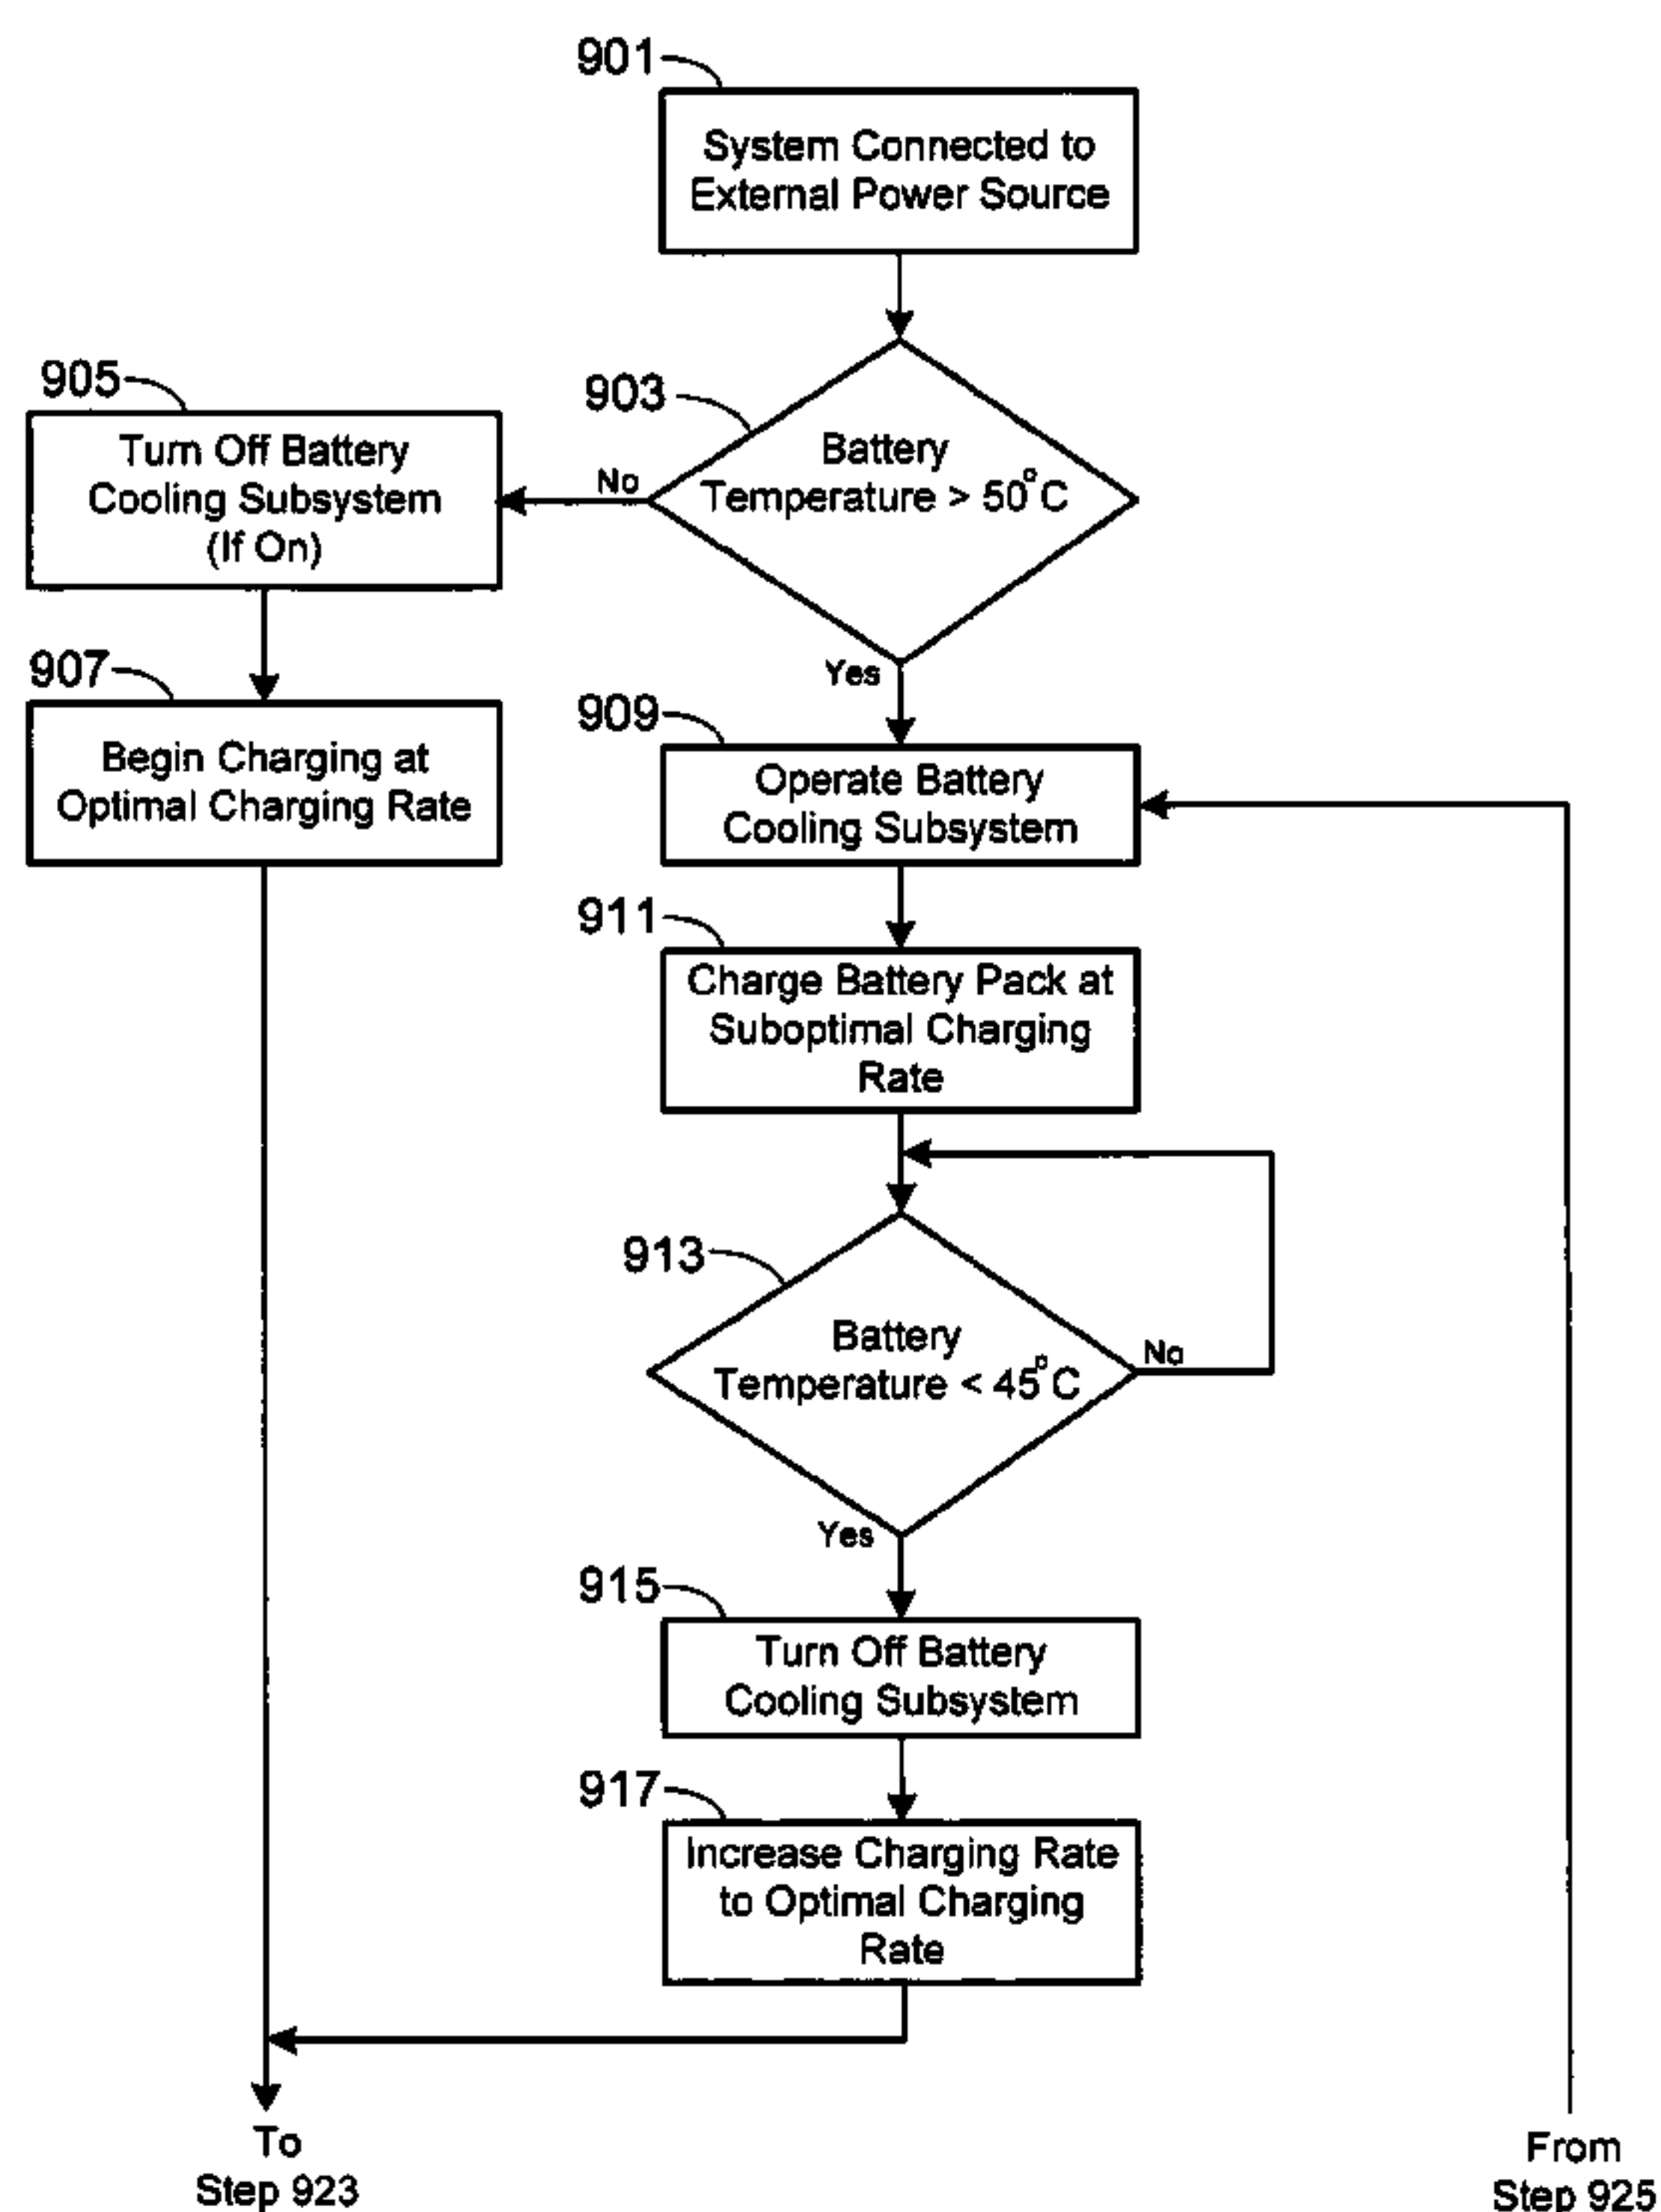 901
System Connected to
External Power Source
903
Battery
Temperature > 50°C
No
Yes
905
Turn Off Battery
Cooling Subsystem
(If On)
907
Begin Charging at
Optimal Charging Rate
909
Operate Battery
Cooling Subsystem
911
Charge Battery Pack at
Suboptimal Charging
Rate
913
Battery
Temperature < 45°C
No
Yes
915
Turn Off Battery
Cooling Subsystem
917
Increase Charging Rate
to Optimal Charging
Rate
To
Step 923
From
Step 925